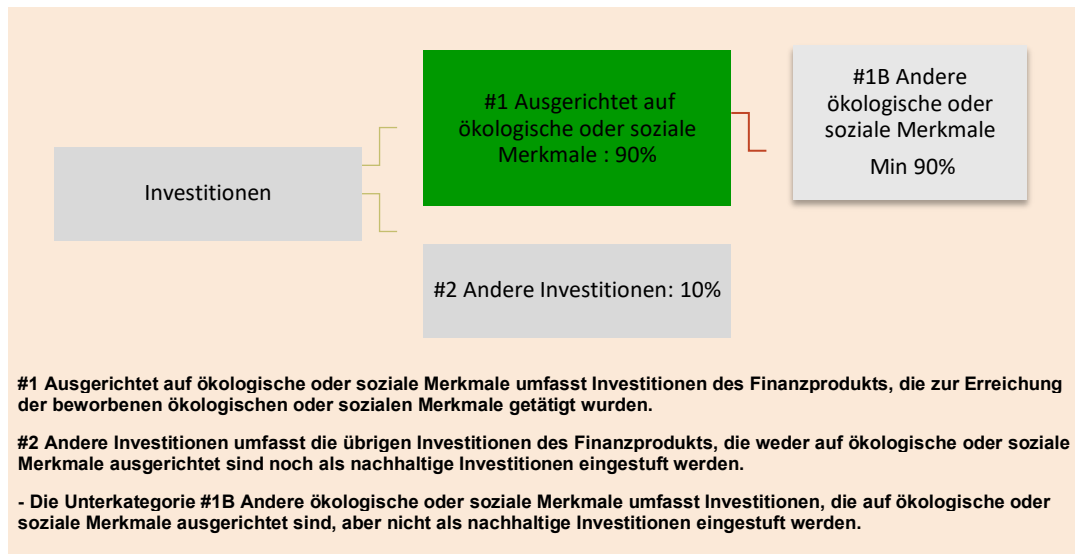 #1 Ausgerichtet auf
ökologische oder soziale
Merkmale : 90%
#1B Andere
ökologische oder
soziale Merkmale
Min 90%
Investitionen
#2 Andere Investitionen: 10%
#1 Ausgerichtet auf ökologische oder soziale Merkmale umfasst Investitionen des Finanzprodukts, die zur Erreichung
der beworbenen ökologischen oder sozialen Merkmale getätigt wurden.
#2 Andere Investitionen umfasst die übrigen Investitionen des Finanzprodukts, die weder auf ökologische oder soziale
Merkmale ausgerichtet sind noch als nachhaltige Investitionen eingestuft werden.
- Die Unterkategorie #1B Andere ökologische oder soziale Merkmale umfasst Investitionen, die auf ökologische oder
soziale Merkmale ausgerichtet sind, aber nicht als nachhaltige Investitionen eingestuft werden.